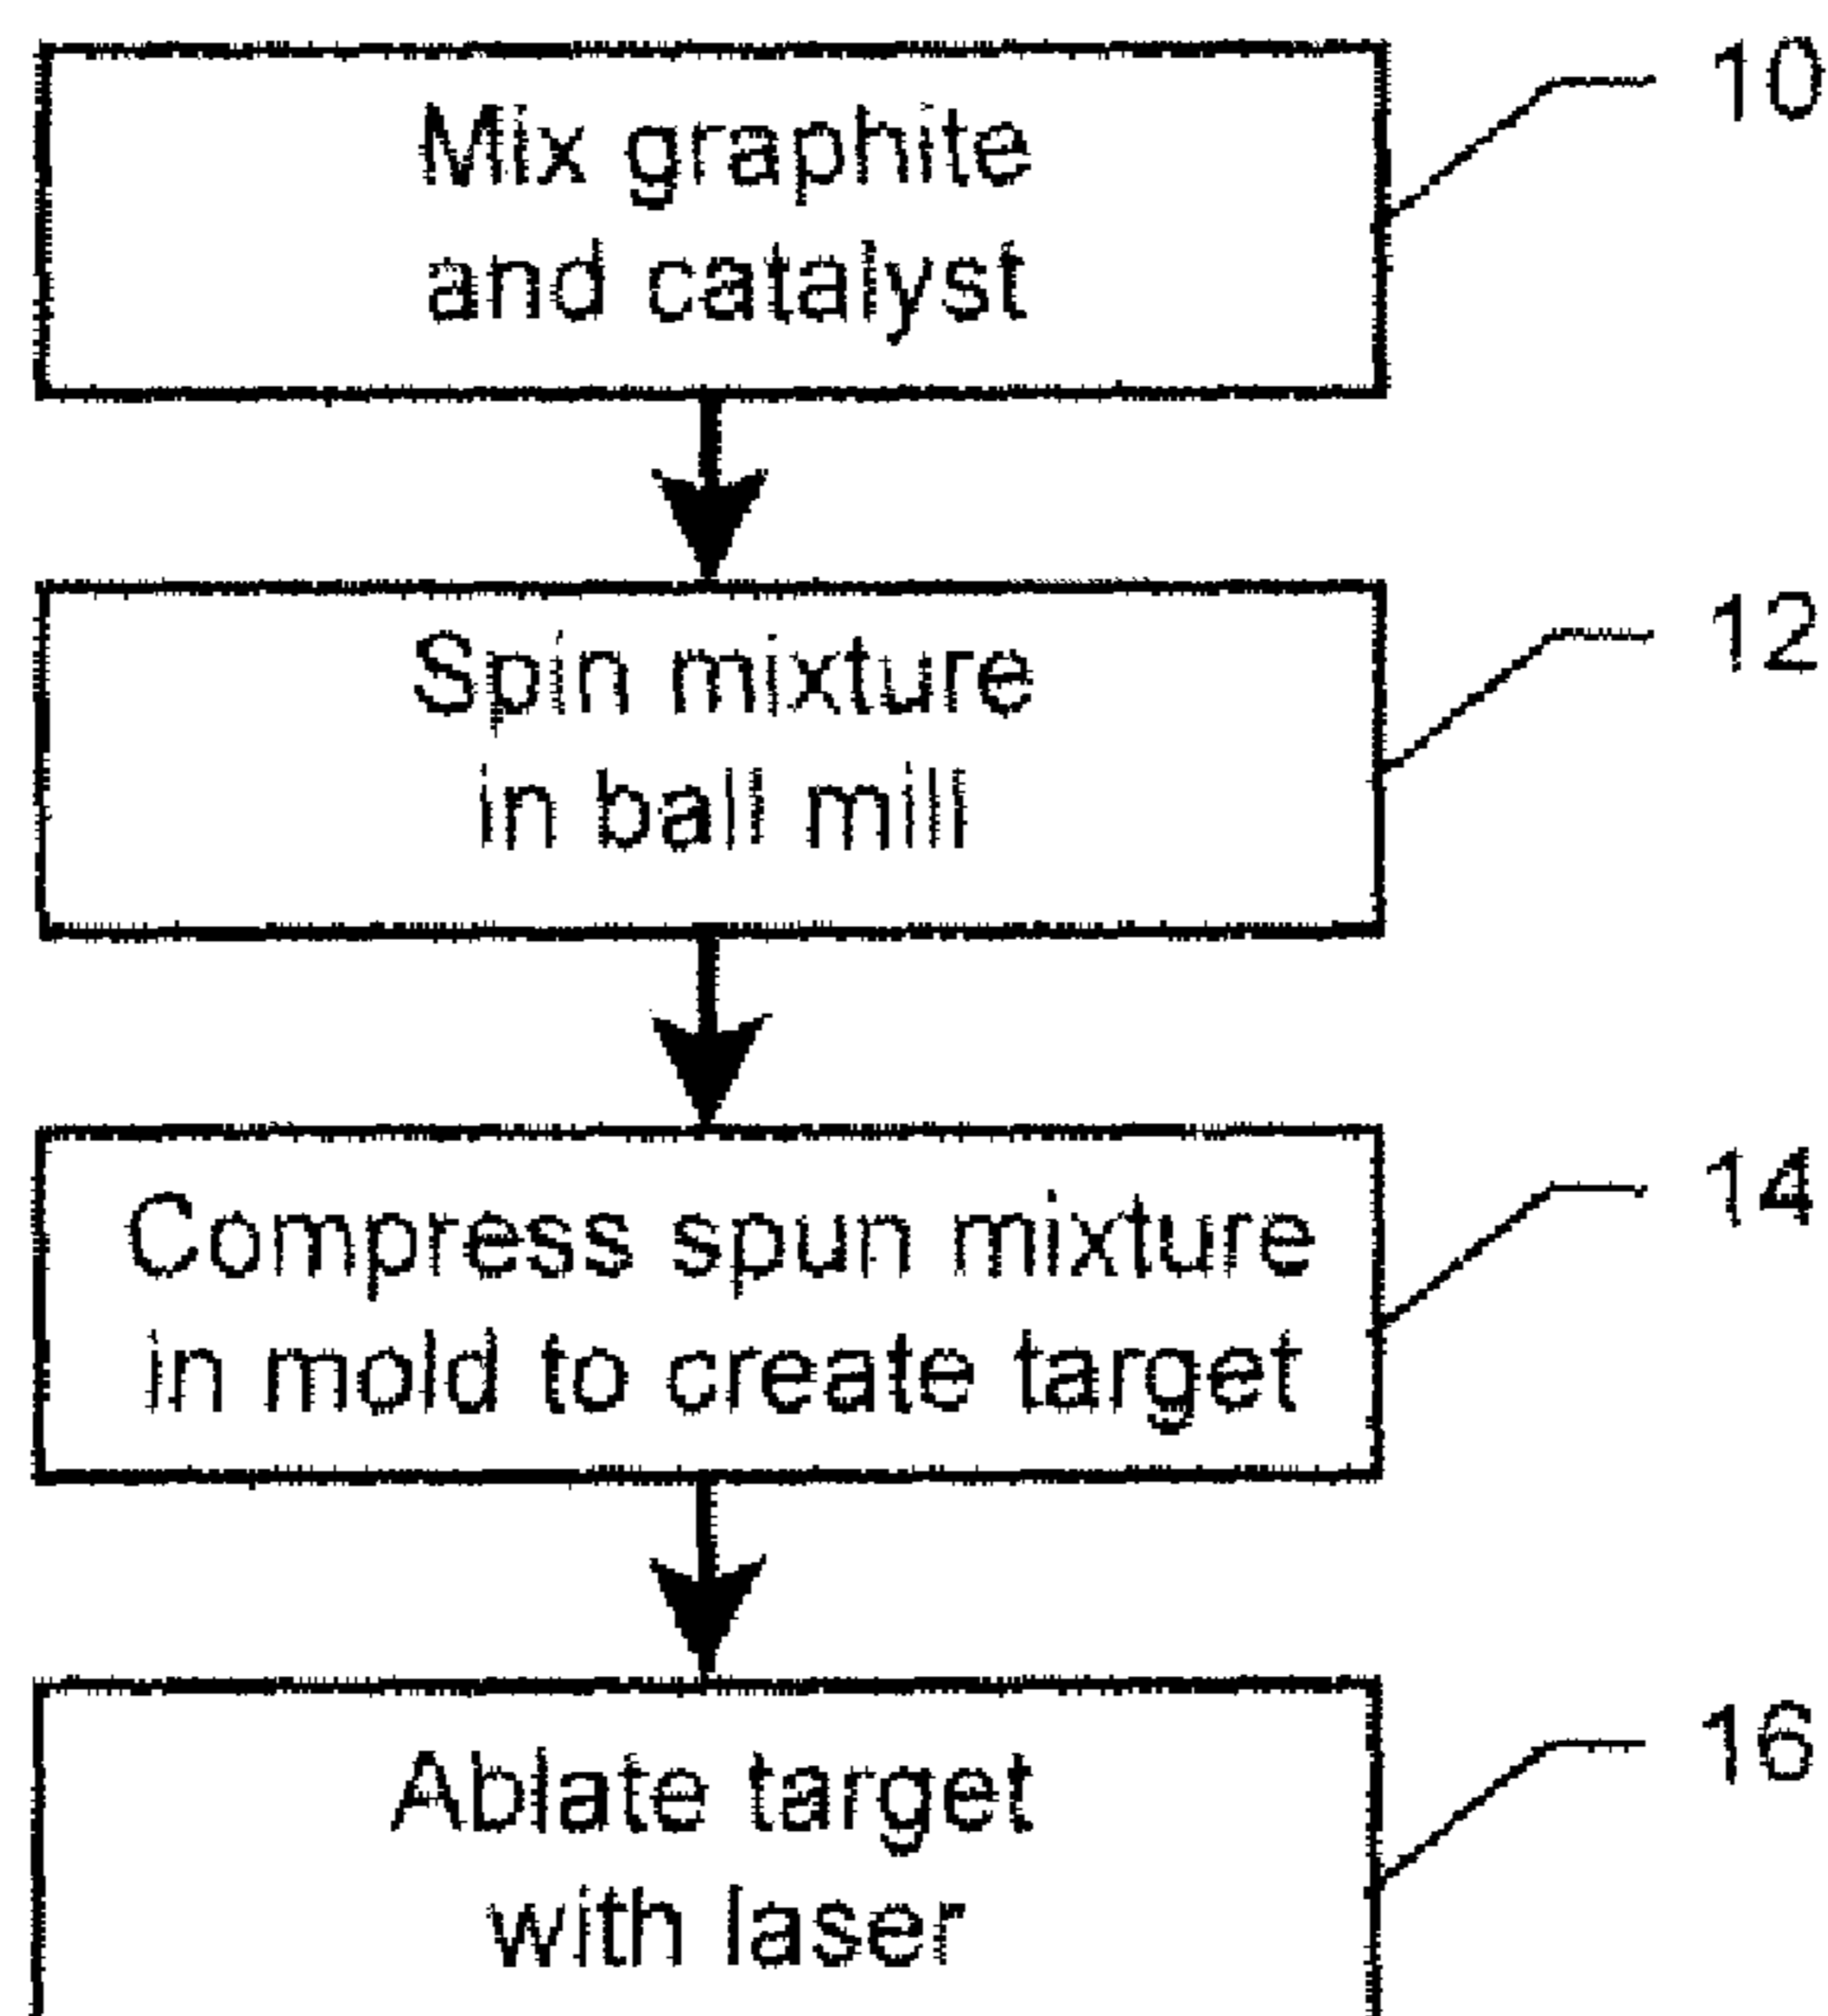 Mix graphite
and catalyst
10
Spin mixture
in ball mill
12
Compress spun mixture
in mold to create target
14
Ablate target
with laser
16